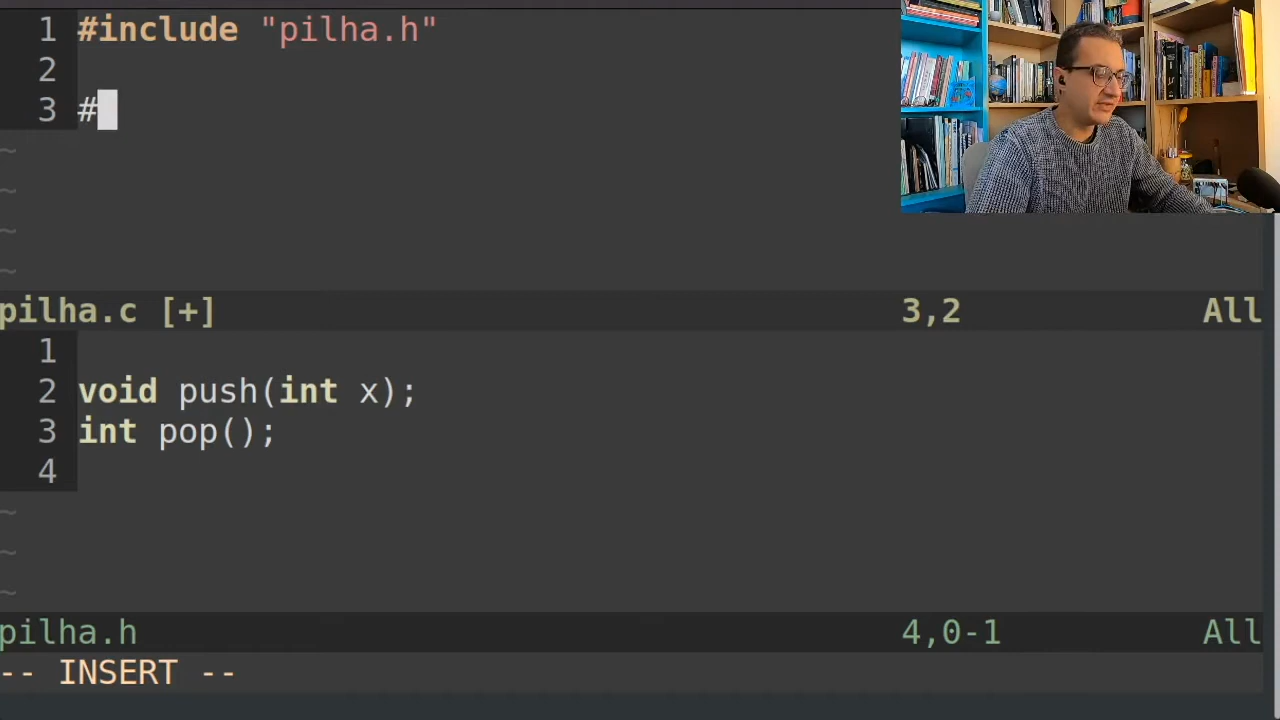 1 #include "pilha.h"
2
3 #
~
~
~
~
pilha.c [+] 3,2 All
1
2 void push(int x);
3 int pop();
4
~
~
~
pilha.h 4,0-1 All
-- INSERT --